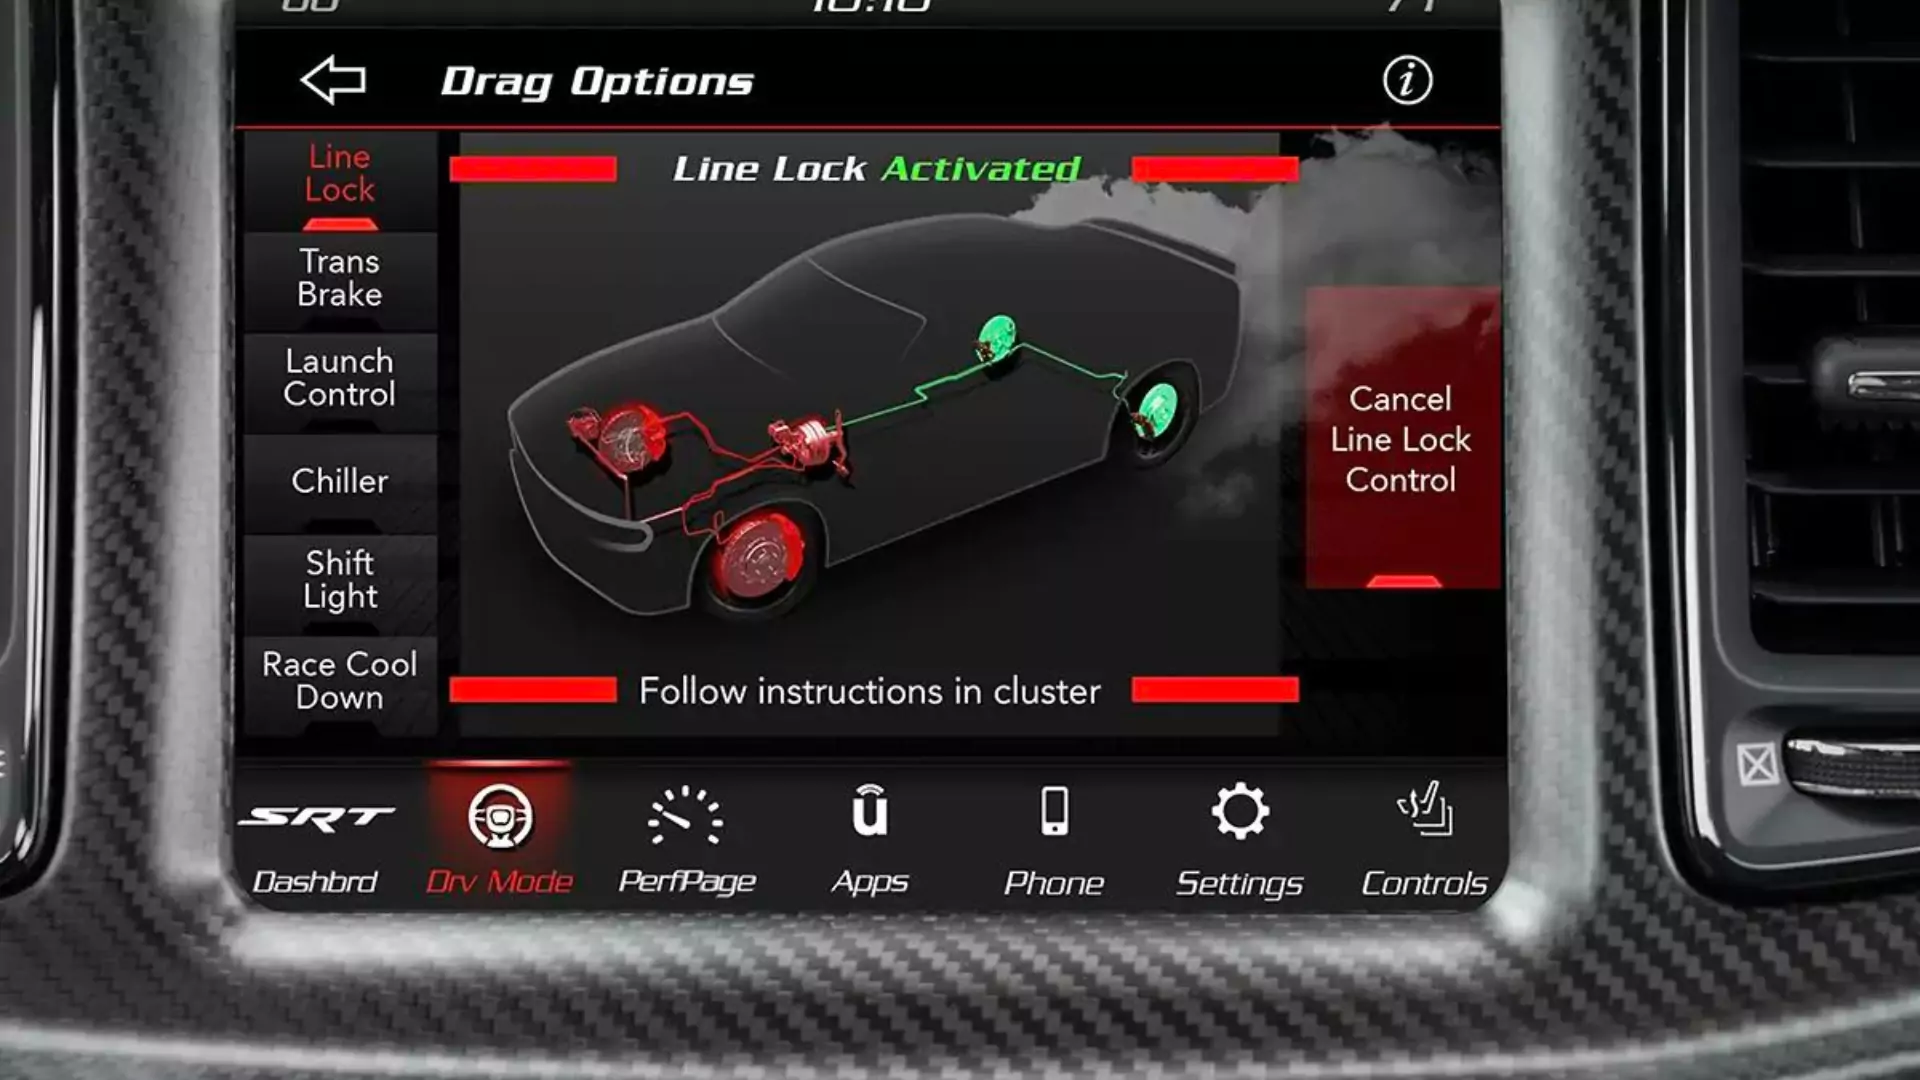 Drag Options
Line
Lock
Trans
Brake
Launch
Control
Chiller
Shift
Light
Race Cool
Down
Line Lock Activated
Follow instructions in cluster
Cancel
Line Lock
Control
SRT
Dashbrd
Drv Mode
PerfPage
Apps
Phone
Settings
Controls